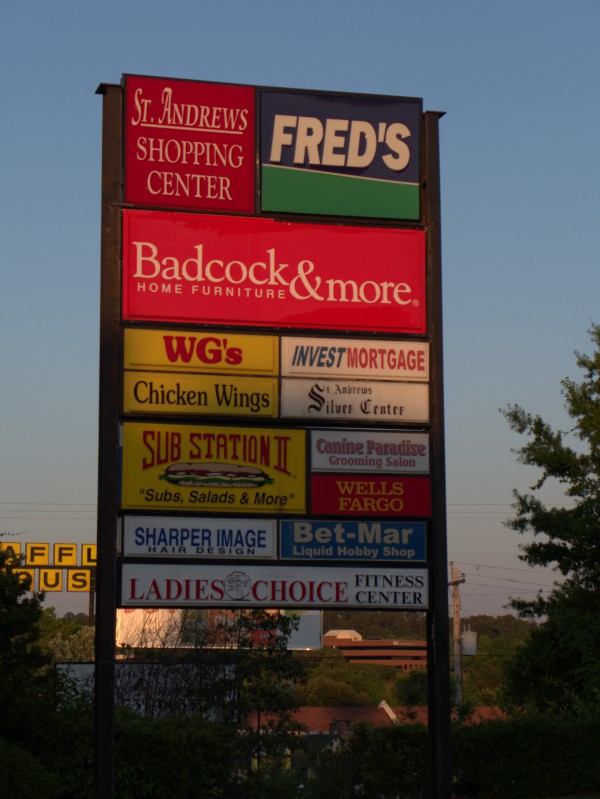 St. Andrews
SHOPPING
CENTER
FRED'S
Badcock &more®
HOME FURNITURE
WG's
Chicken Wings
INVEST MORTGAGE
St. Andrews
Silver Center
SUB STATION II
"Subs, Salads & More"
Canine Paradise
Grooming Salon
WELLS
FARGO
SHARPER IMAGE
HAIR DESIGN
Bet-Mar
Liquid Hobby Shop
LADIES CHOICE FITNESS
CENTER
AFFL
OUS